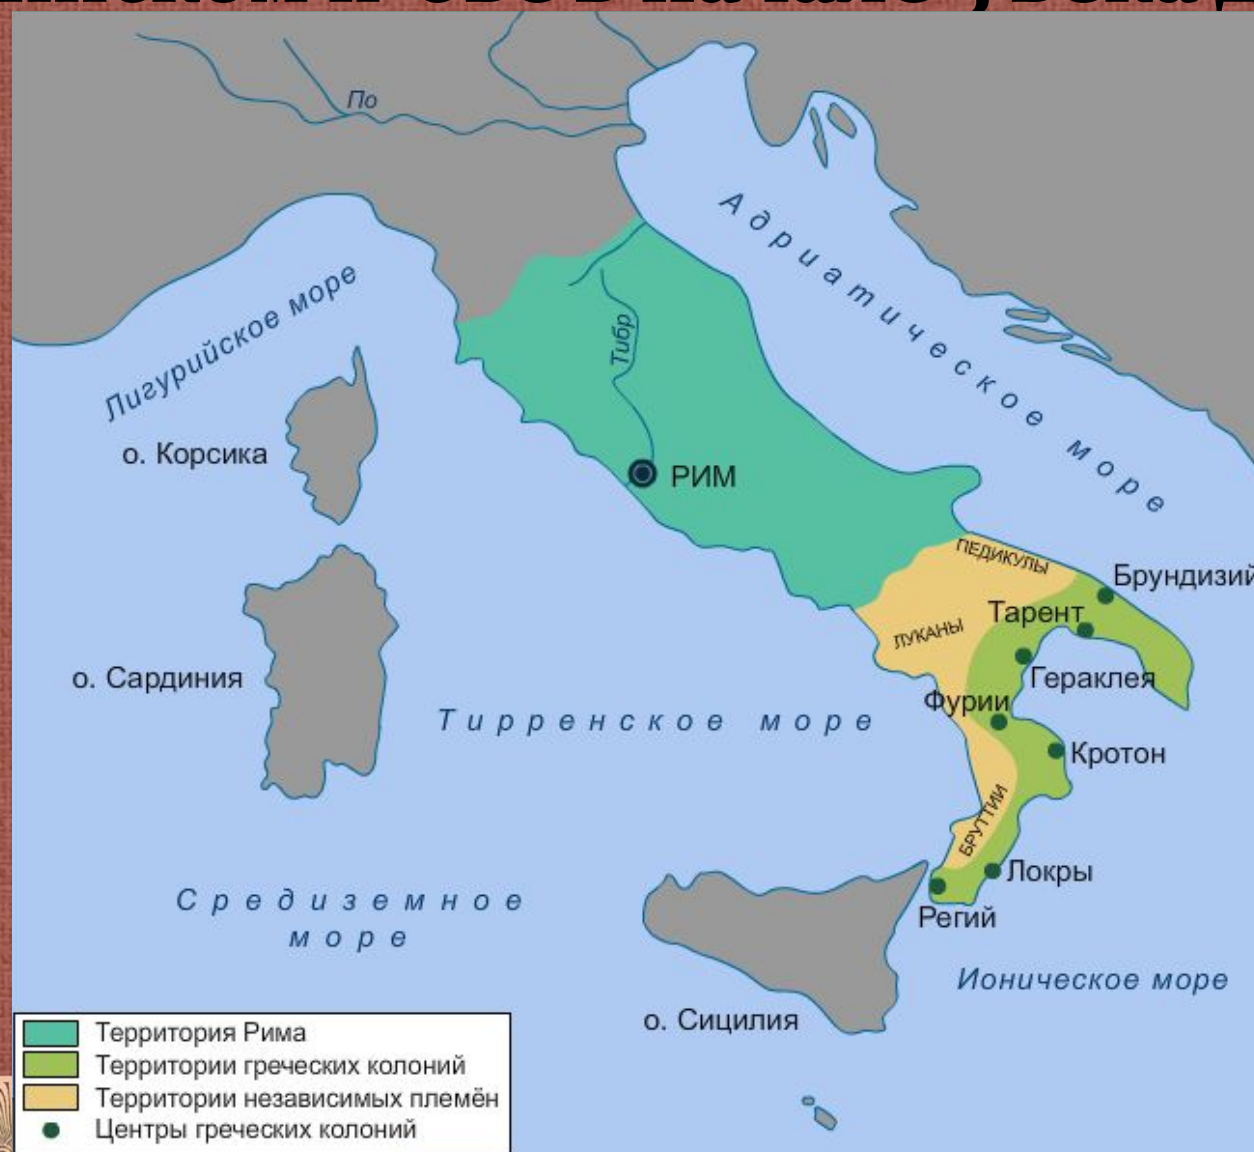 По
Адриатическое море
Лигурийское море
Тибр
о. Корсика
РИМ
ПЕДИКУЛЫ
Брундизий
Тарент
ЛУКАНЫ
о. Сардиния
Гераклея
Фурии
Тирренское море
Кротон
БРУТТИИ
Локры
Средиземное
море
Регий
Ионическое море
о. Сицилия
Территория Рима
Территории греческих колоний
Территории независимых племён
Центры греческих колоний